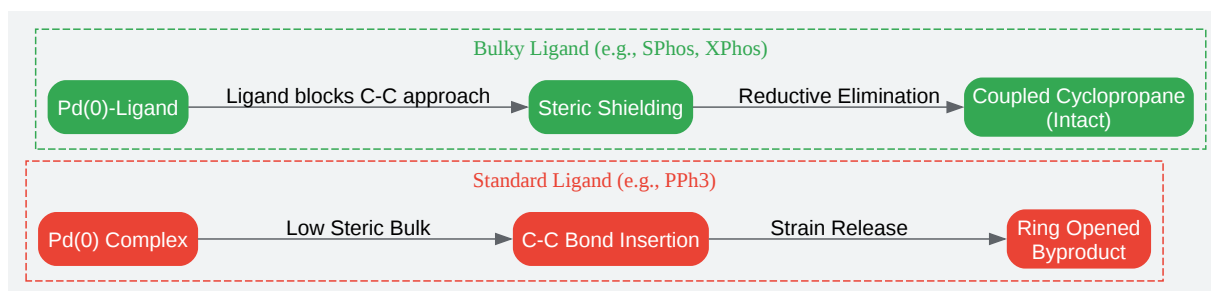 Bulky Ligand (e.g., SPhos, XPhos)
Pd(0)-Ligand
Ligand blocks C-C approach
Steric Shielding
Reductive Elimination
Coupled Cyclopropane
(Intact)
Standard Ligand (e.g., PPh3)
Pd(0) Complex
Low Steric Bulk
C-C Bond Insertion
Strain Release
Ring Opened
Byproduct